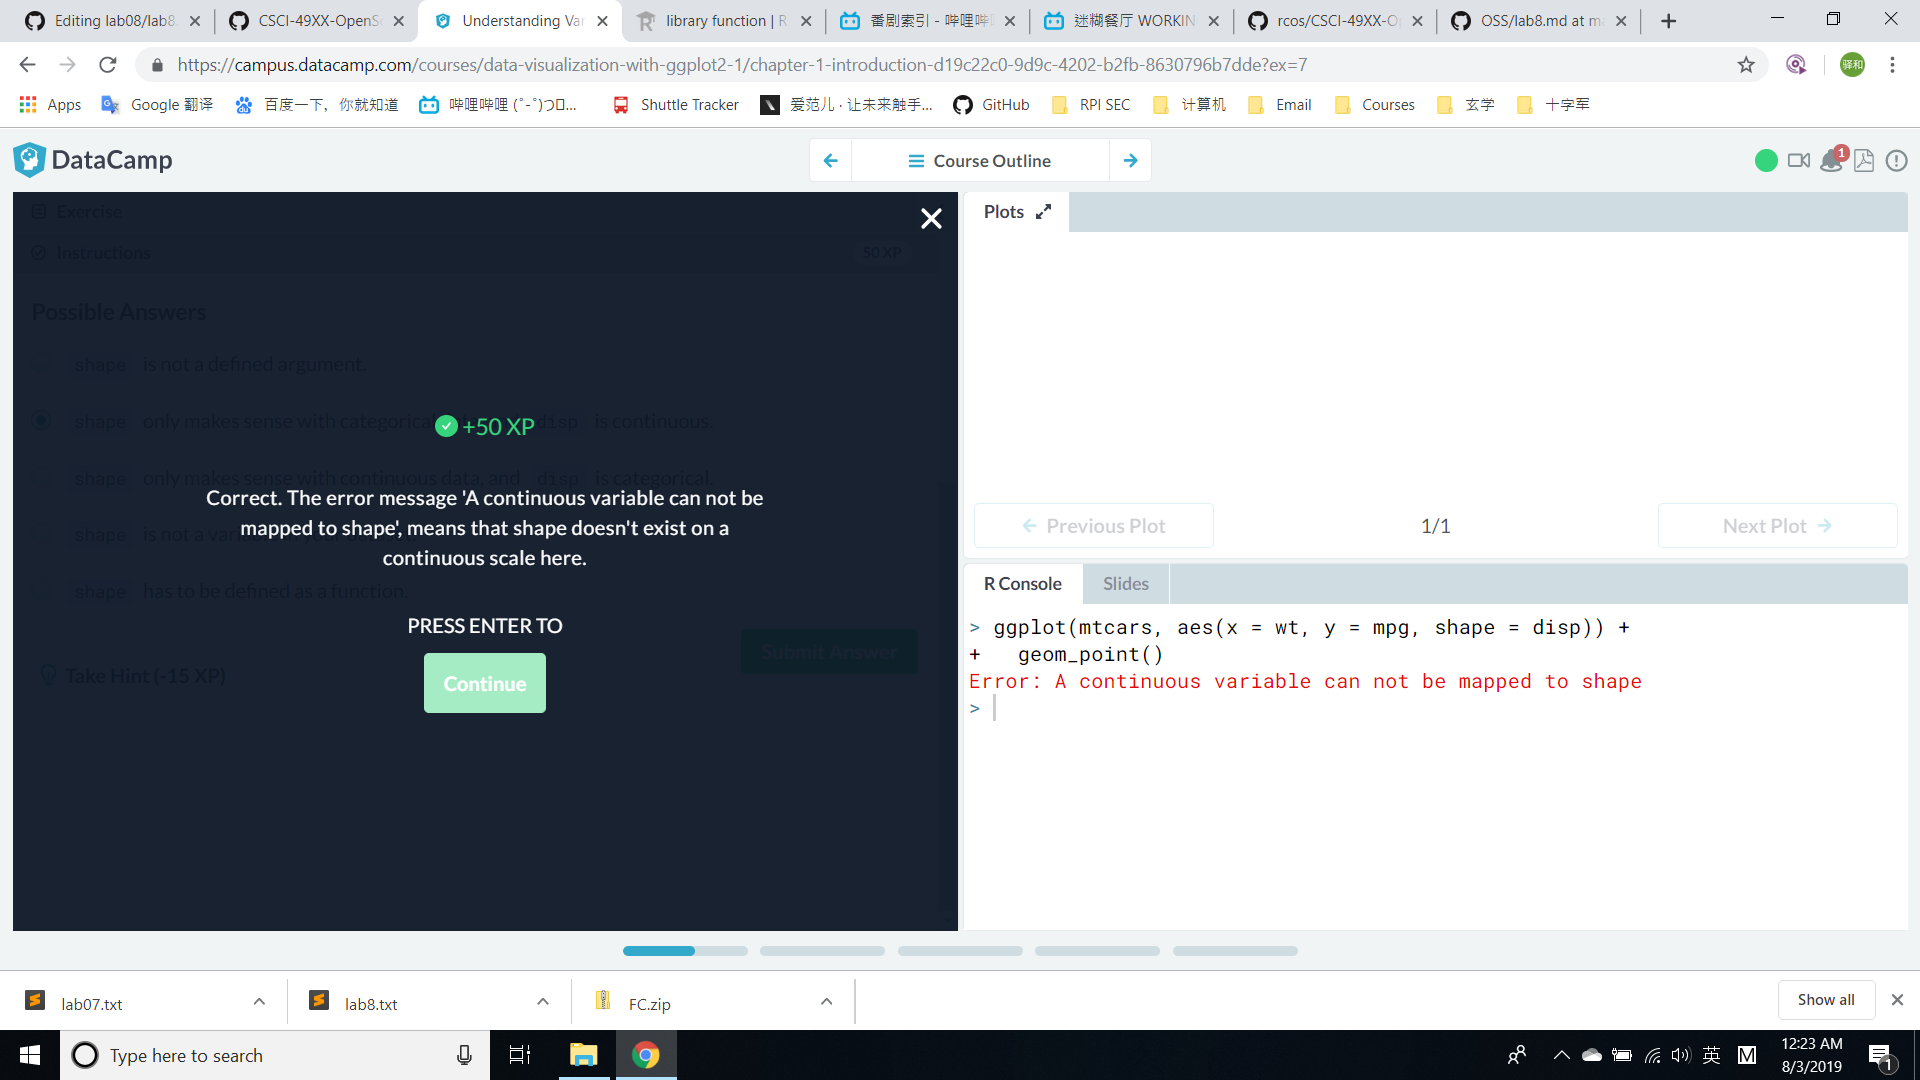 Editing lab08/lab8.
CSCI-49XX-OpenS
Understanding Var
library function | R
番剧索引 - 哔哩哔
迷糊餐厅 WORKIN
rcos/CSCI-49XX-O
OSS/lab8.md at m
https://campus.datacamp.com/courses/data-visualization-with-ggplot2-1/chapter-1-introduction-d19c22c0-9d9c-4202-b2fb-8630796b7dde?ex=7
驿和
Apps
Google 翻译
百度一下，你就知道
哔哩哔哩 (゜-゜)つ...
Shuttle Tracker
爱范儿 · 让未来触手...
GitHub
RPI SEC
计算机
Email
Courses
玄学
十字军
DataCamp
Course Outline
1
Exercise
Instructions
50 XP
Possible Answers
shape is not a defined argument.
shape only makes sense with categorical disp is continuous.
+50 XP
shape only makes sense with continuous data, and disp is categorical.
Correct. The error message 'A continuous variable can not be
mapped to shape', means that shape doesn't exist on a
continuous scale here.
shape is not a
shape has to be defined as a function.
PRESS ENTER TO
Continue
Submit Answer
Take Hint (-15 XP)
Plots
Previous Plot
1/1
Next Plot
R Console
Slides
> ggplot(mtcars, aes(x = wt, y = mpg, shape = disp)) +
+ geom_point()
Error: A continuous variable can not be mapped to shape
>
lab07.txt
lab8.txt
FC.zip
Show all
Type here to search
英
M
12:23 AM
8/3/2019
1